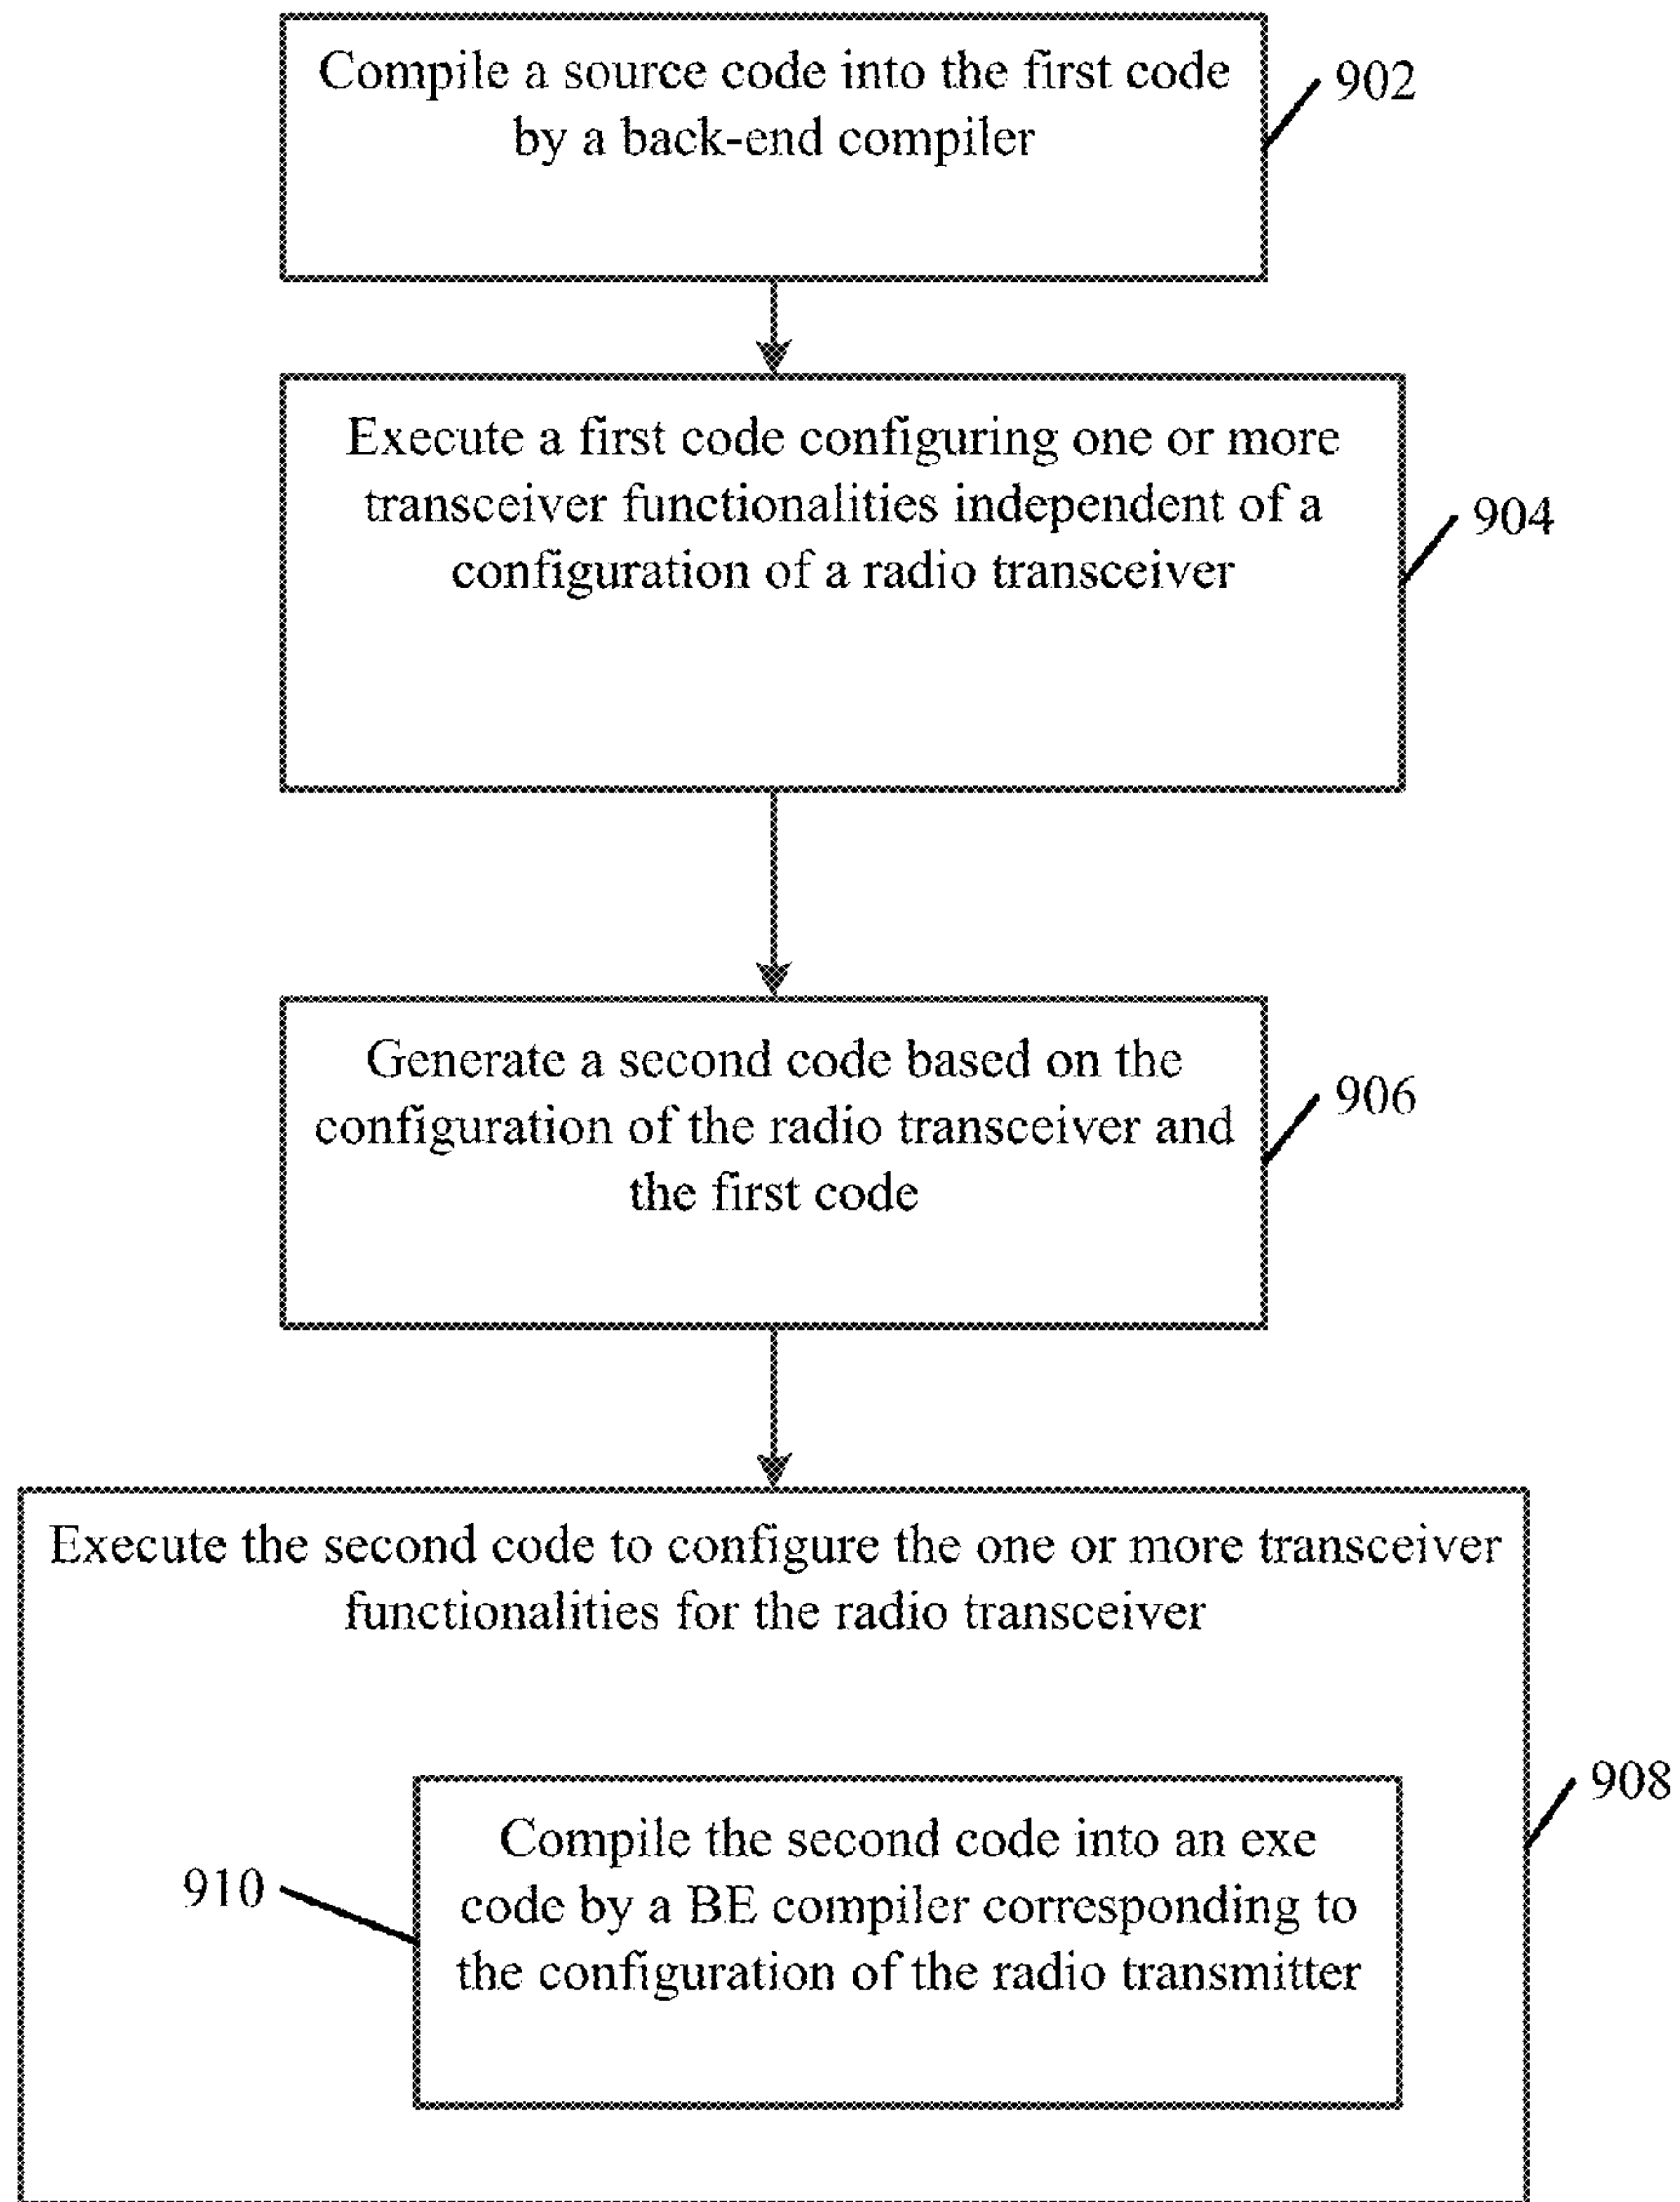 Compile a source code into the first code
by a back-end compiler
902
Execute a first code configuring one or more
transceiver functionalities independent of a
configuration of a radio transceiver
904
Generate a second code based on the
configuration of the radio transceiver and
the first code
906
Execute the second code to configure the one or more transceiver
functionalities for the radio transceiver
908
Compile the second code into an exe
code by a BE compiler corresponding to
the configuration of the radio transmitter
910